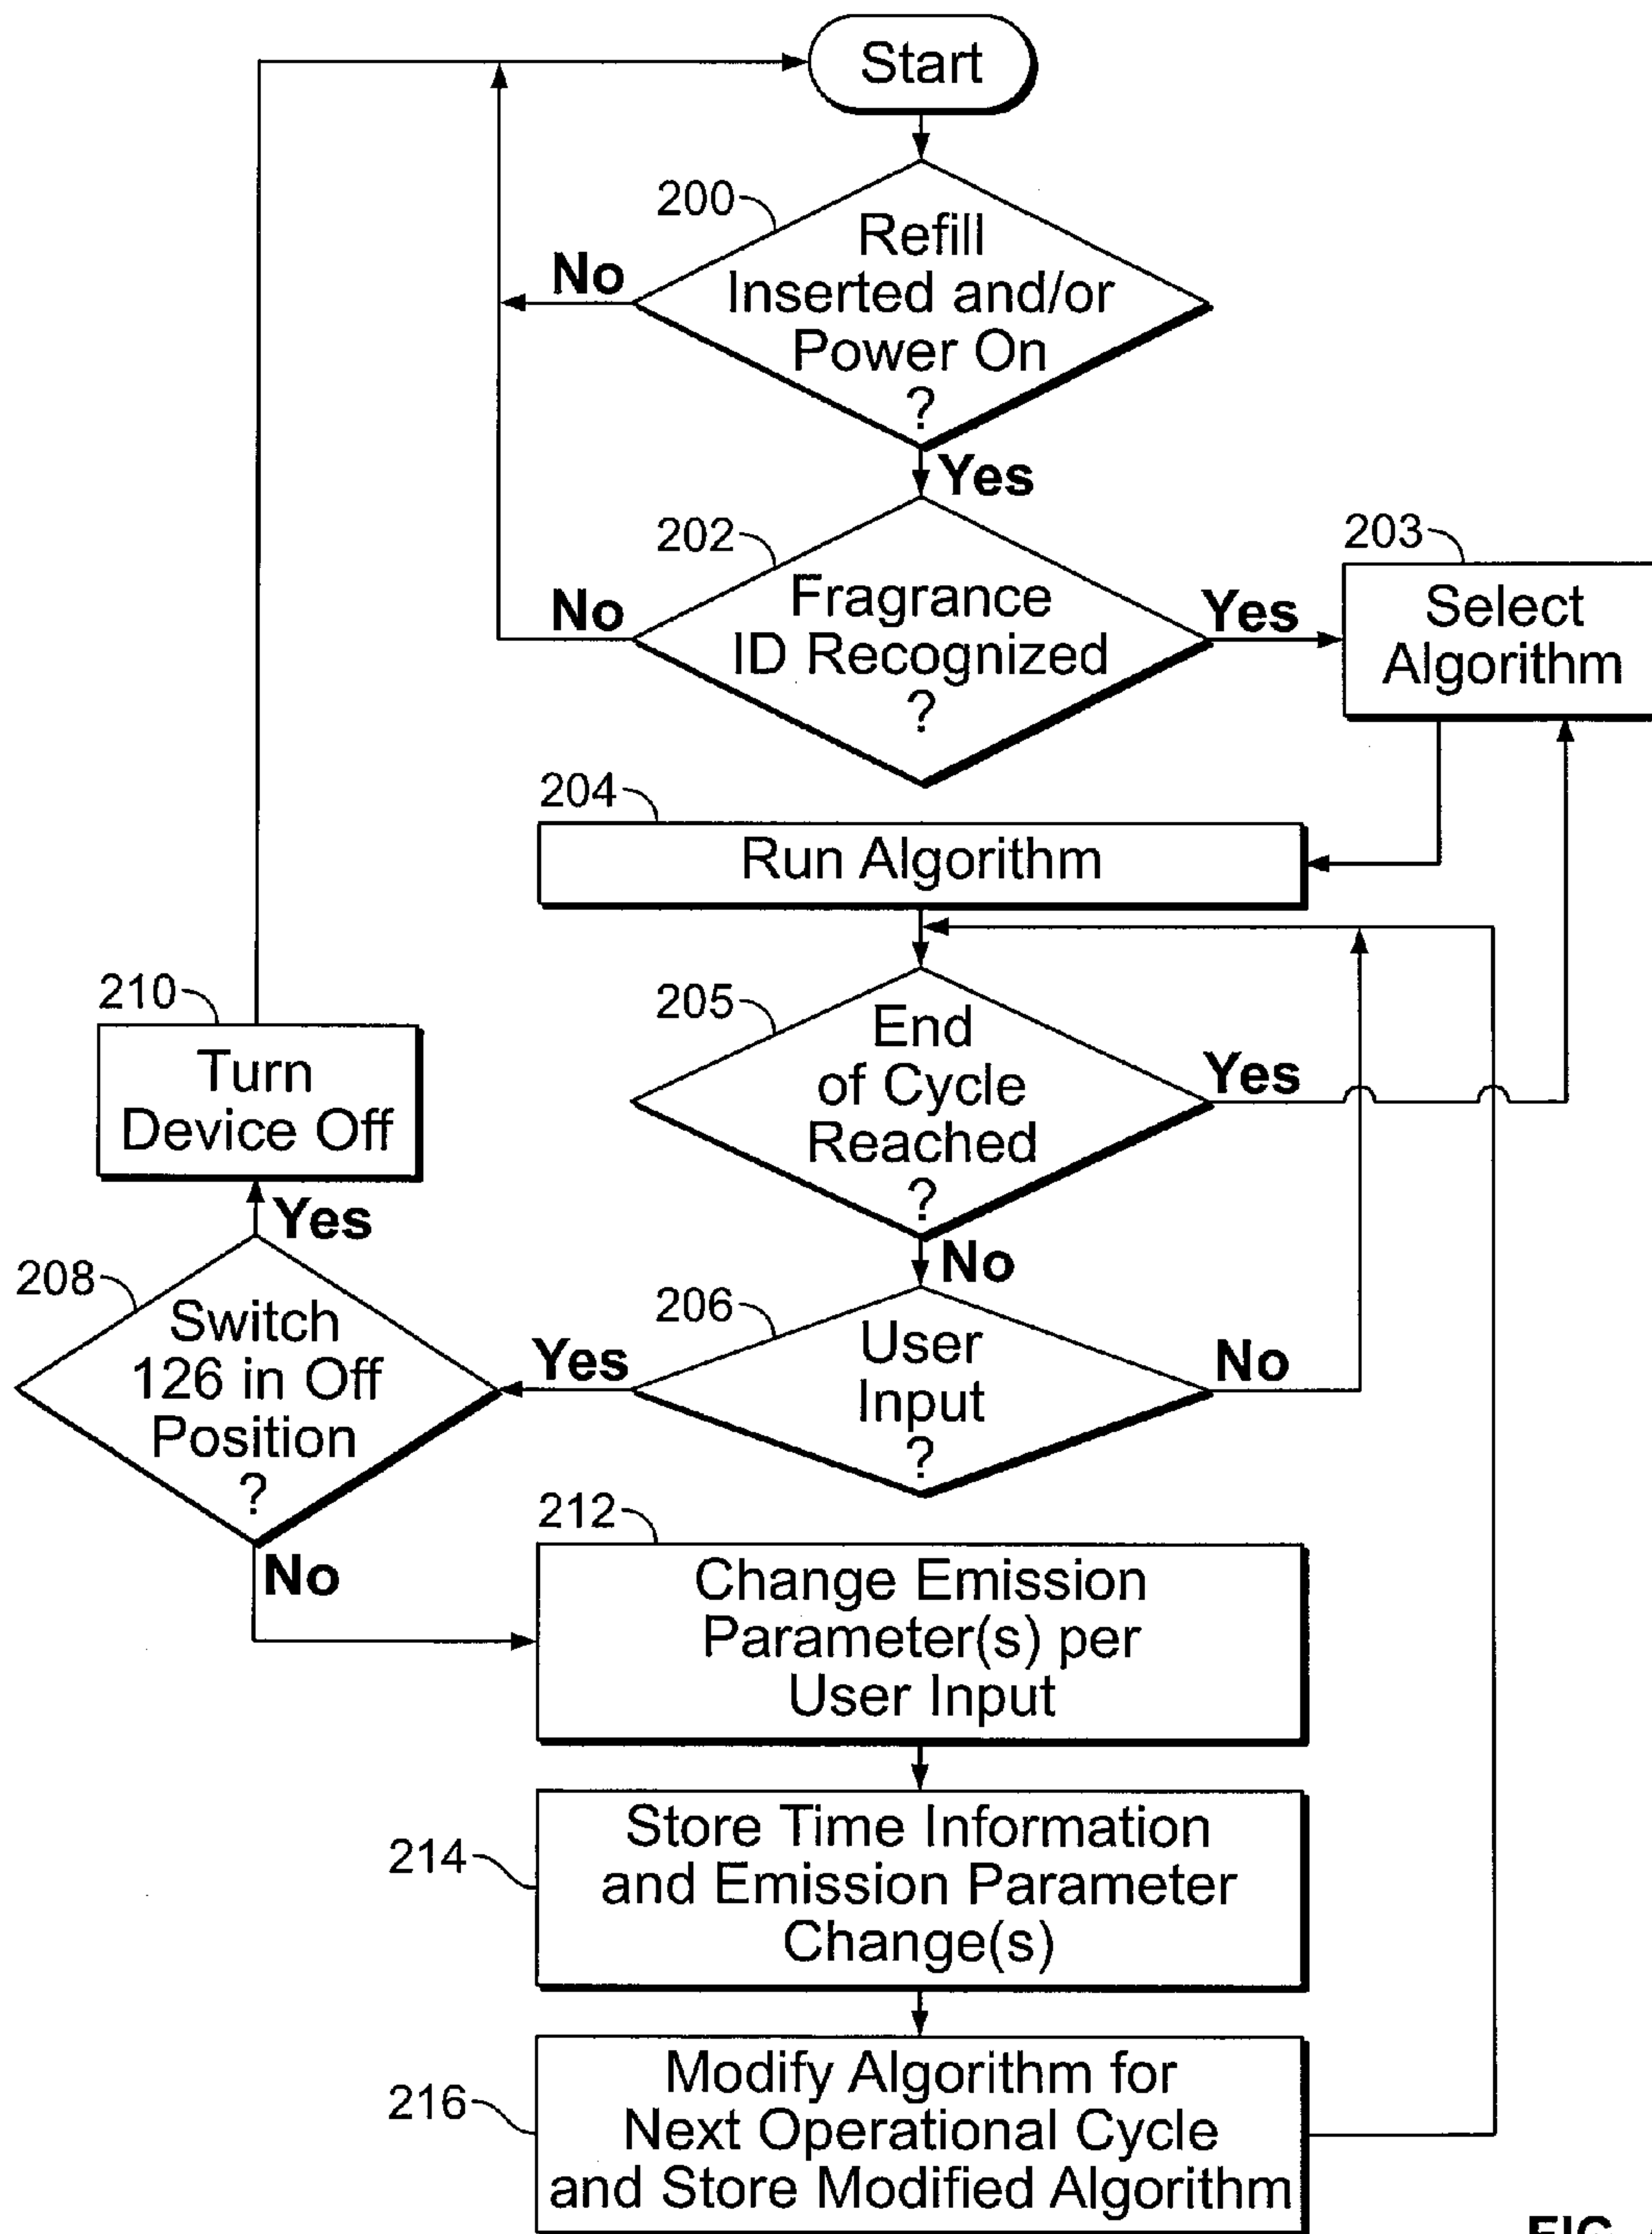 Start
200
Refill
Inserted and/or
Power On
?
No
Yes
202
Fragrance
ID Recognized
?
No
Yes
203
Select
Algorithm
204
Run Algorithm
205
End
of Cycle
Reached
?
Yes
No
210
Turn
Device Off
Yes
208
Switch
126 in Off
Position
?
No
206
User
Input
?
Yes
No
212
Change Emission
Parameter(s) per
User Input
214
Store Time Information
and Emission Parameter
Change(s)
216
Modify Algorithm for
Next Operational Cycle
and Store Modified Algorithm
FIG.